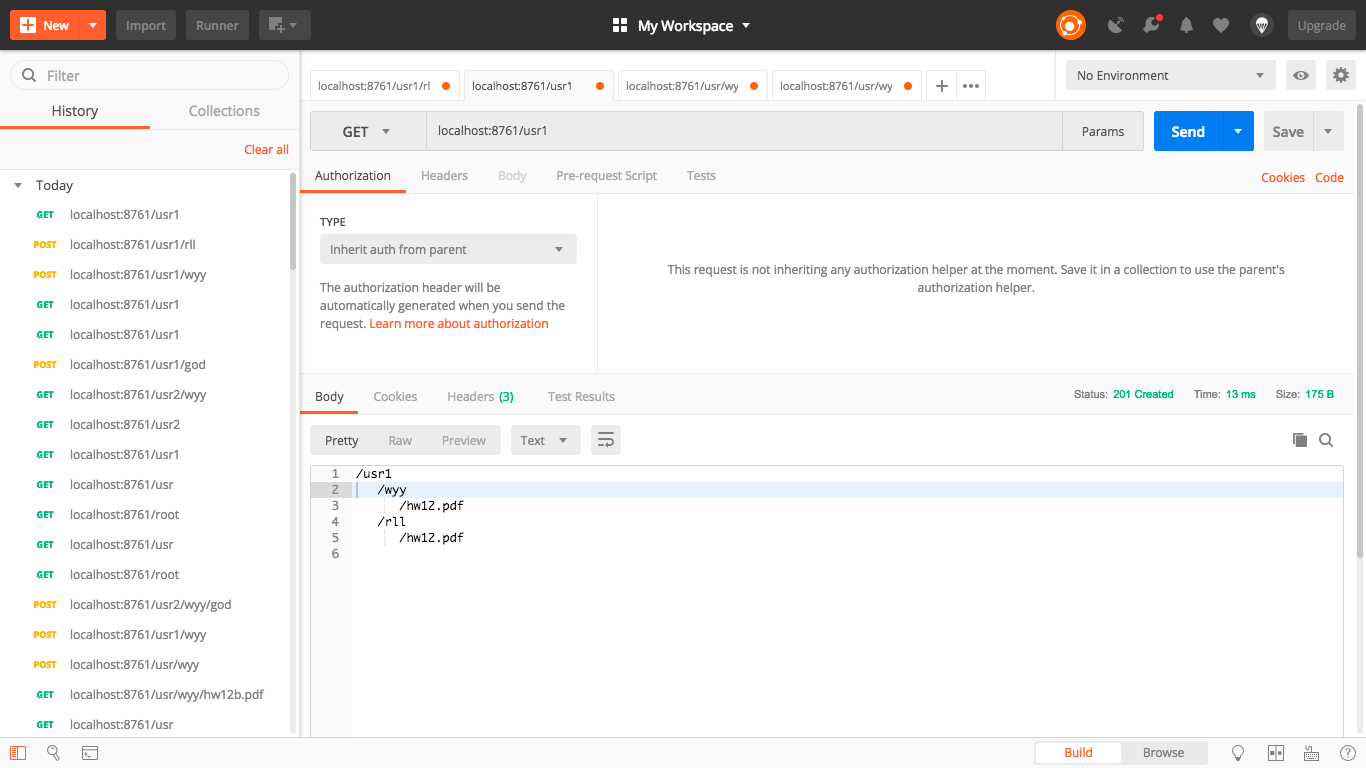 New
Import
Runner
My Workspace
Upgrade
Filter
History
Collections
Clear all
Today
GET localhost:8761/usr1
POST localhost:8761/usr1/rll
POST localhost:8761/usr1/wyy
GET localhost:8761/usr1
GET localhost:8761/usr1
POST localhost:8761/usr1/god
GET localhost:8761/usr2/wyy
GET localhost:8761/usr2
GET localhost:8761/usr1
GET localhost:8761/usr
GET localhost:8761/root
GET localhost:8761/usr
GET localhost:8761/root
POST localhost:8761/usr2/wyy/god
POST localhost:8761/usr1/wyy
POST localhost:8761/usr/wyy
GET localhost:8761/usr/wyy/hw12b.pdf
GET localhost:8761/usr
localhost:8761/usr1/rl
localhost:8761/usr1
localhost:8761/usr/wy
localhost:8761/usr/wy
No Environment
GET
localhost:8761/usr1
Params
Send
Save
Authorization
Headers
Body
Pre-request Script
Tests
Cookies
Code
TYPE
Inherit auth from parent
The authorization header will be
automatically generated when you send the
request. Learn more about authorization
This request is not inheriting any authorization helper at the moment. Save it in a collection to use the parent's
authorization helper.
Body
Cookies
Headers (3)
Test Results
Status: 201 Created
Time: 13 ms
Size: 175 B
Pretty
Raw
Preview
Text
1 /usr1
2 /wyy
3 /hw12.pdf
4 /rll
5 /hw12.pdf
6
Build
Browse